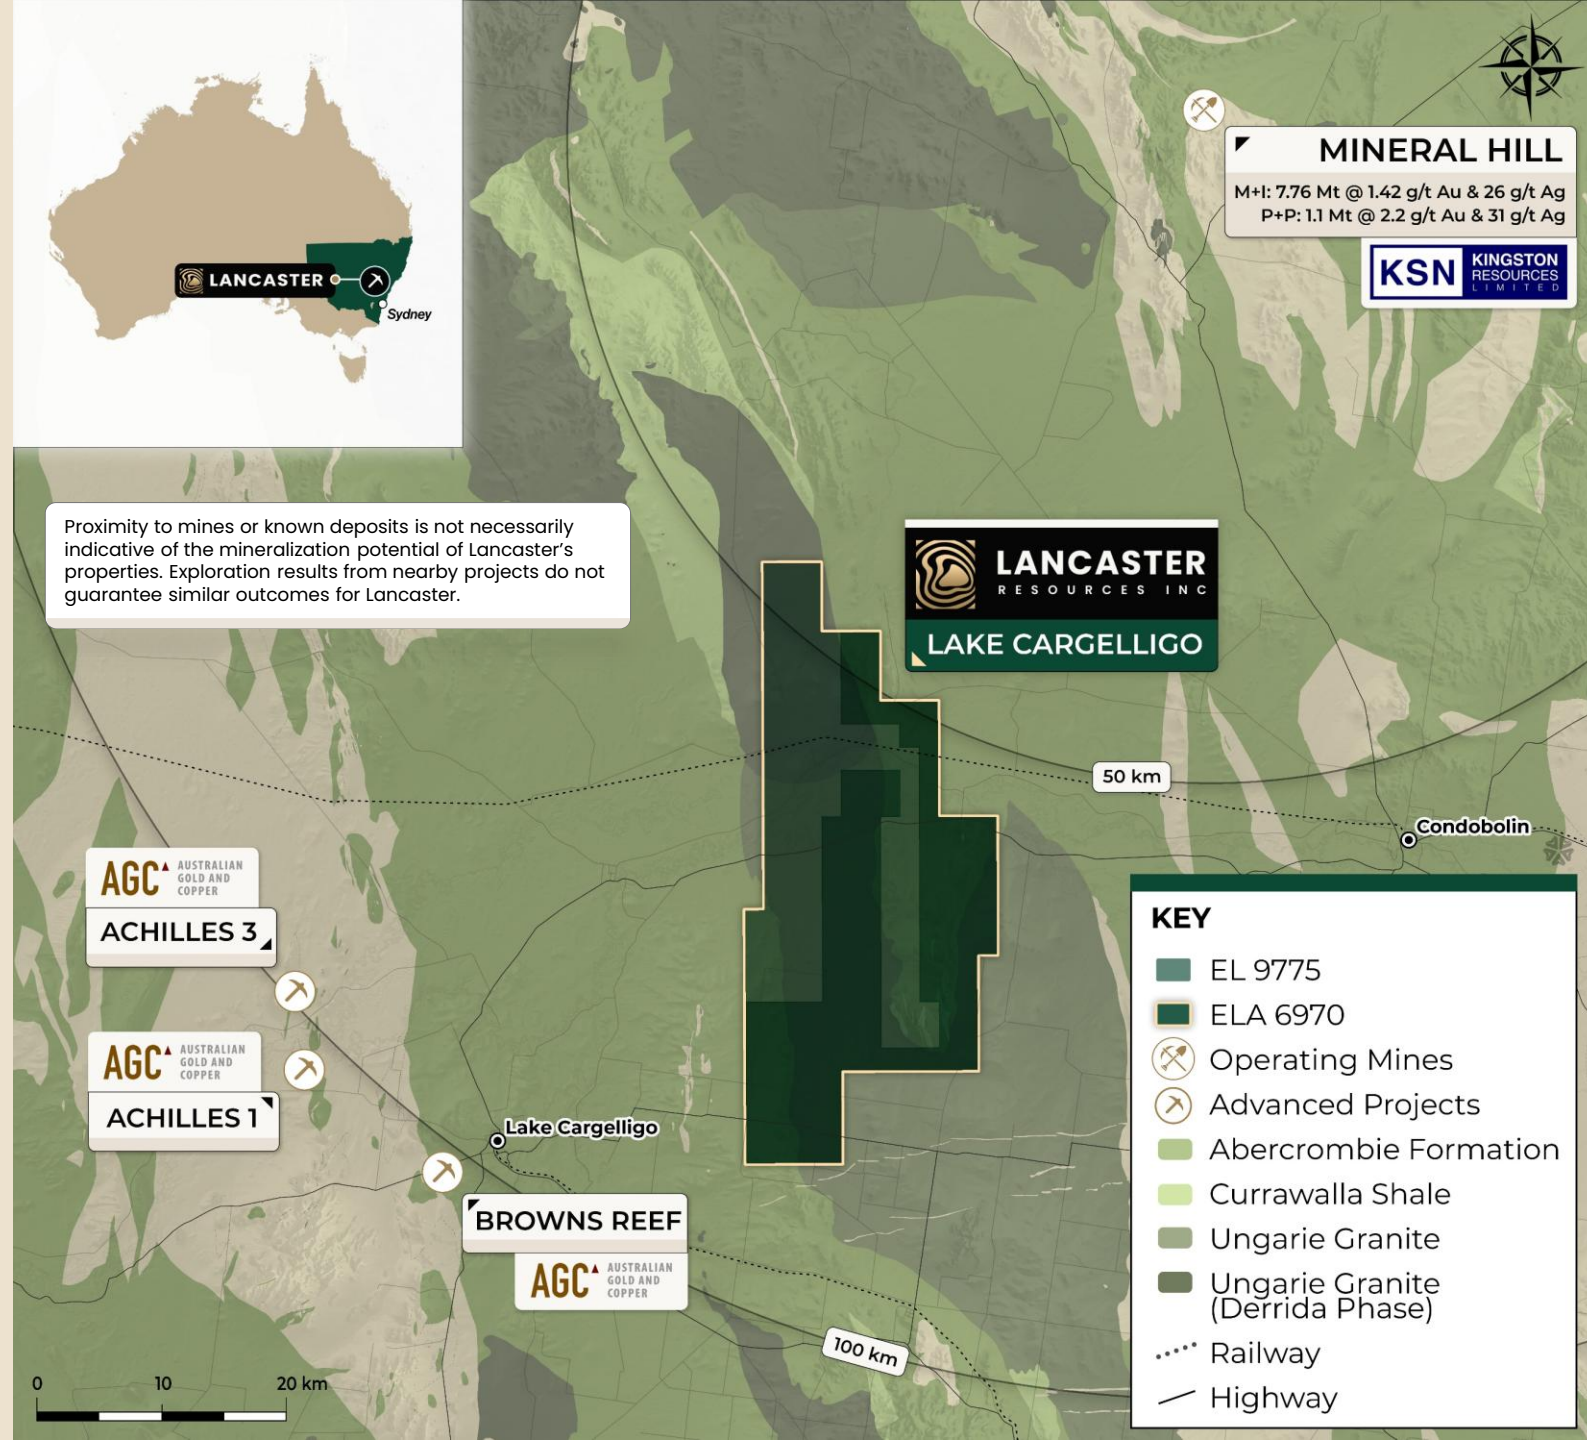 LANCASTER
Sydney
MINERAL HILL
M+I: 7.76 Mt @ 1.42 g/t Au & 26 g/t Ag
P+P: 1.1 Mt @ 2.2 g/t Au & 31 g/t Ag
KSN
KINGSTON
RESOURCES
LIMITED
Proximity to mines or known deposits is not necessarily
indicative of the mineralization potential of Lancaster's
properties. Exploration results from nearby projects do not
guarantee similar outcomes for Lancaster.
LANCASTER
RESOURCES INC
LAKE CARGELLIGO
50 km
Condobolin
AGC
AUSTRALIAN
GOLD AND
COPPER
ACHILLES 3
AGC
AUSTRALIAN
GOLD AND
COPPER
ACHILLES 1
Lake Cargelligo
BROWNS REEF
AGC
AUSTRALIAN
GOLD AND
COPPER
100 km
0 10 20 km
KEY
EL 9775
ELA 6970
Operating Mines
Advanced Projects
Abercrombie Formation
Currawalla Shale
Ungarie Granite
Ungarie Granite
(Derrida Phase)
Railway
Highway